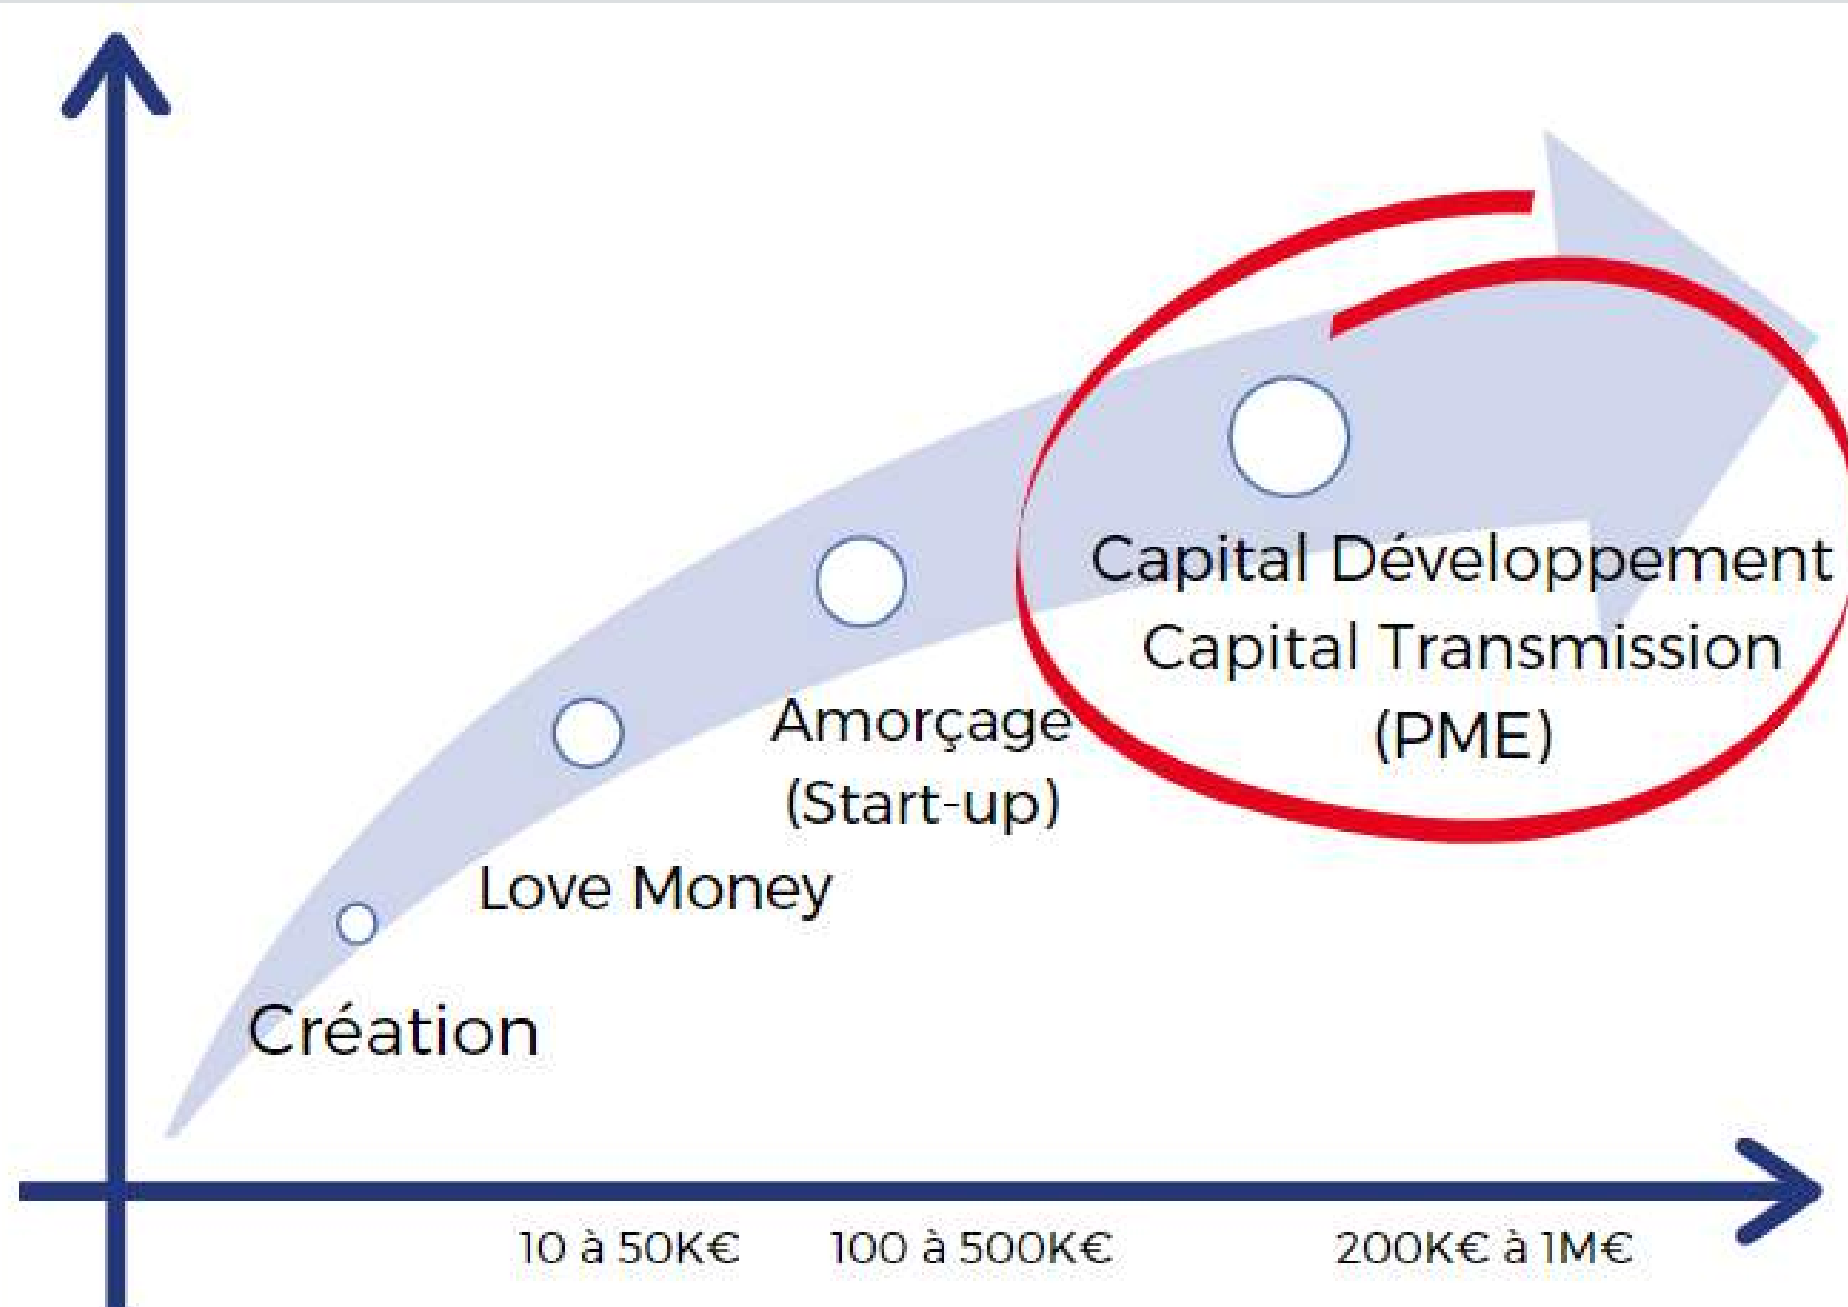 Capital Développement
Capital Transmission
(PME)
Amorçage
(Start-up)
Love Money
Création
10 à 50K€
100 à 500K€
200K€ à 1M€